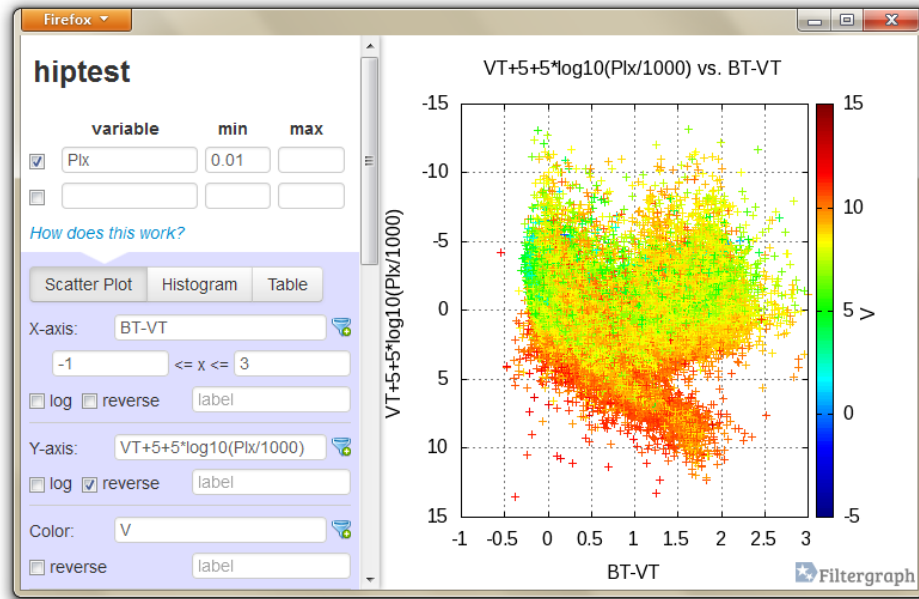 Firefox
hiptest
variable min max
Plx 0.01
How does this work?
Scatter Plot Histogram Table
X-axis: BT-VT
-1 <= x <= 3
log reverse label
Y-axis: VT+5+5*log10(Plx/1000)
log reverse label
Color: V
reverse label
VT+5+5*log10(Plx/1000) vs. BT-VT
VT+5+5*log10(Plx/1000)
-15
-10
-5
0
5
10
15
-1 -0.5 0 0.5 1 1.5 2 2.5 3
BT-VT
15
10
5
0
-5
V
Filtergraph